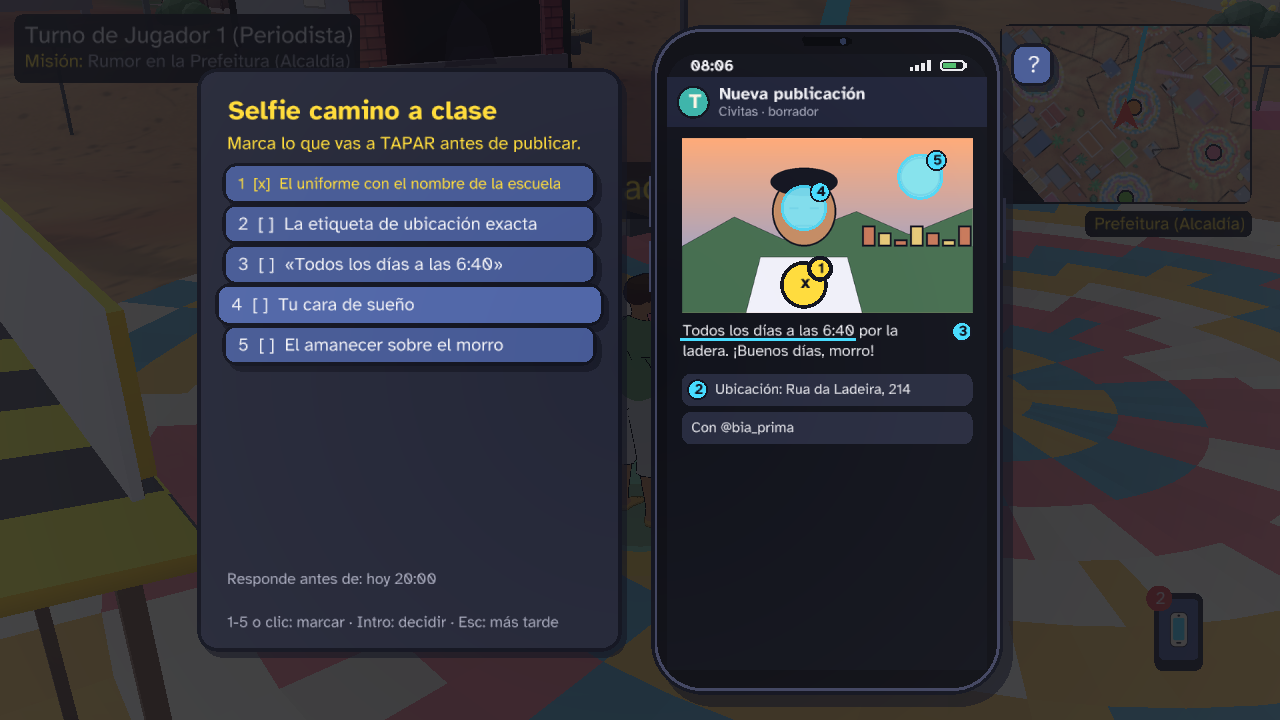 Turno de Jugador 1 (Periodista)
Misión: Rumor en la Prefeitura (Alcaldía)
Selfie camino a clase
Marca lo que vas a TAPAR antes de publicar.
1 [x] El uniforme con el nombre de la escuela
2 [ ] La etiqueta de ubicación exacta
3 [ ] «Todos los días a las 6:40»
4 [ ] Tu cara de sueño
5 [ ] El amanecer sobre el morro
Responde antes de: hoy 20:00
1-5 o clic: marcar · Intro: decidir · Esc: más tarde
08:06
T
Nueva publicación
Civitas · borrador
5
4
1
x
Todos los días a las 6:40 por la
3
ladera. ¡Buenos días, morro!
2 Ubicación: Rua da Ladeira, 214
Con @bia_prima
?
Prefeitura (Alcaldía)
2